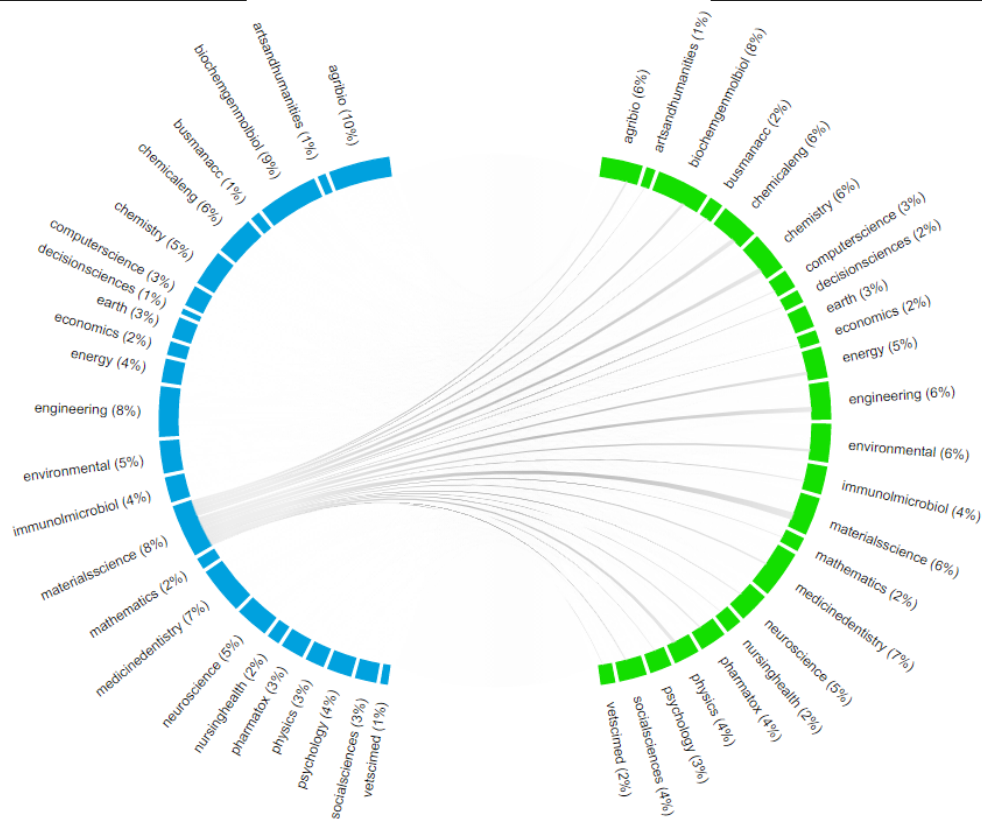 agribio (10%)
artsandhumanities (1%)
biochemgenmolbiol (9%)
busmanacc (1%)
chemicaleng (6%)
chemistry (5%)
computerscience (3%)
decisionsciences (1%)
earth (3%)
economics (2%)
energy (4%)
engineering (8%)
environmental (5%)
immunolmicrobiol (4%)
materialsscience (8%)
mathematics (2%)
medicinedentistry (7%)
neuroscience (5%)
nursinghealth (2%)
pharmatox (3%)
physics (3%)
psychology (4%)
socialsciences (3%)
vetscimed (1%)
agribio (6%)
artsandhumanities (1%)
biochemgenmolbiol (8%)
busmanacc (2%)
chemicaleng (6%)
chemistry (6%)
computerscience (3%)
decisionsciences (2%)
earth (3%)
economics (2%)
energy (5%)
engineering (6%)
environmental (6%)
immunolmicrobiol (4%)
materialsscience (6%)
mathematics (2%)
medicinedentistry (7%)
neuroscience (5%)
nursinghealth (2%)
pharmatox (4%)
physics (4%)
psychology (3%)
socialsciences (4%)
vetscimed (2%)